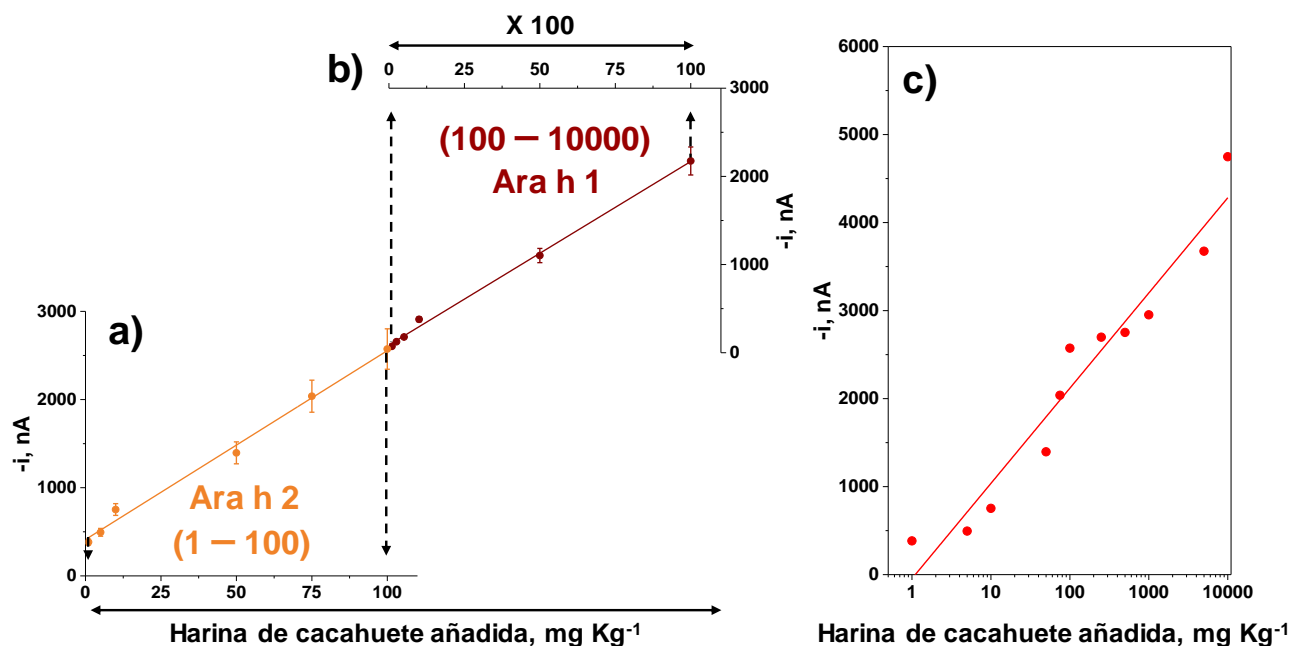 X 100
b)
0 25 50 75 100
3000
2000
1000
0
-i, nA
(100 – 10000)
Ara h 1
a)
3000
2000
1000
0
-i, nA
Ara h 2
(1 – 100)
0 25 50 75 100
Harina de cacahuete añadida, mg Kg-1
c)
6000
5000
4000
3000
2000
1000
0
-i, nA
1 10 100 1000 10000
Harina de cacahuete añadida, mg Kg-1